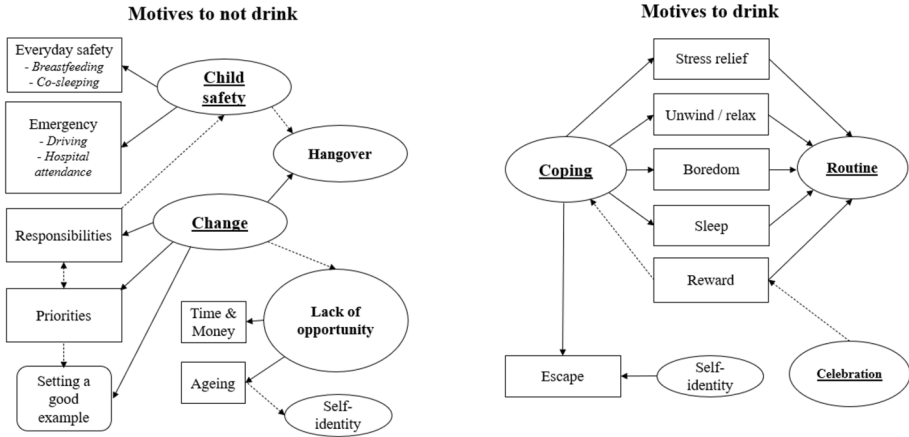 Motives to not drink
Everyday safety
- Breastfeeding
- Co-sleeping
Child
safety
Emergency
- Driving
- Hospital
attendance
Hangover
Change
Responsibilities
Priorities
Time &
Money
Lack of
opportunity
Ageing
Setting a
good
example
Self-
identity
Motives to drink
Stress relief
Unwind / relax
Coping
Boredom
Routine
Sleep
Reward
Escape
Self-
identity
Celebration